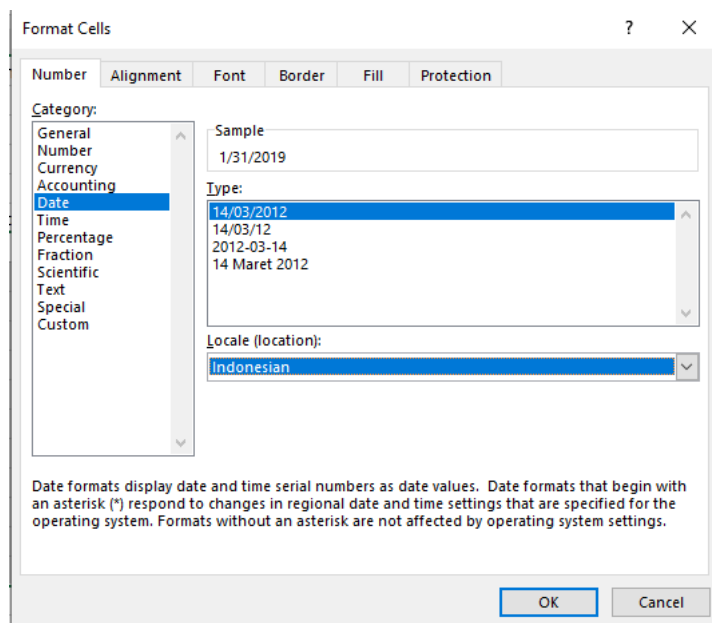 Format Cells
?
Number Alignment Font Border Fill Protection
Category:
General
Number
Currency
Accounting
Date
Time
Percentage
Fraction
Scientific
Text
Special
Custom
Sample
1/31/2019
Type:
14/03/2012
14/03/12
2012-03-14
14 Maret 2012
Locale (location):
Indonesian
Date formats display date and time serial numbers as date values. Date formats that begin with
an asterisk (*) respond to changes in regional date and time settings that are specified for the
operating system. Formats without an asterisk are not affected by operating system settings.
OK Cancel